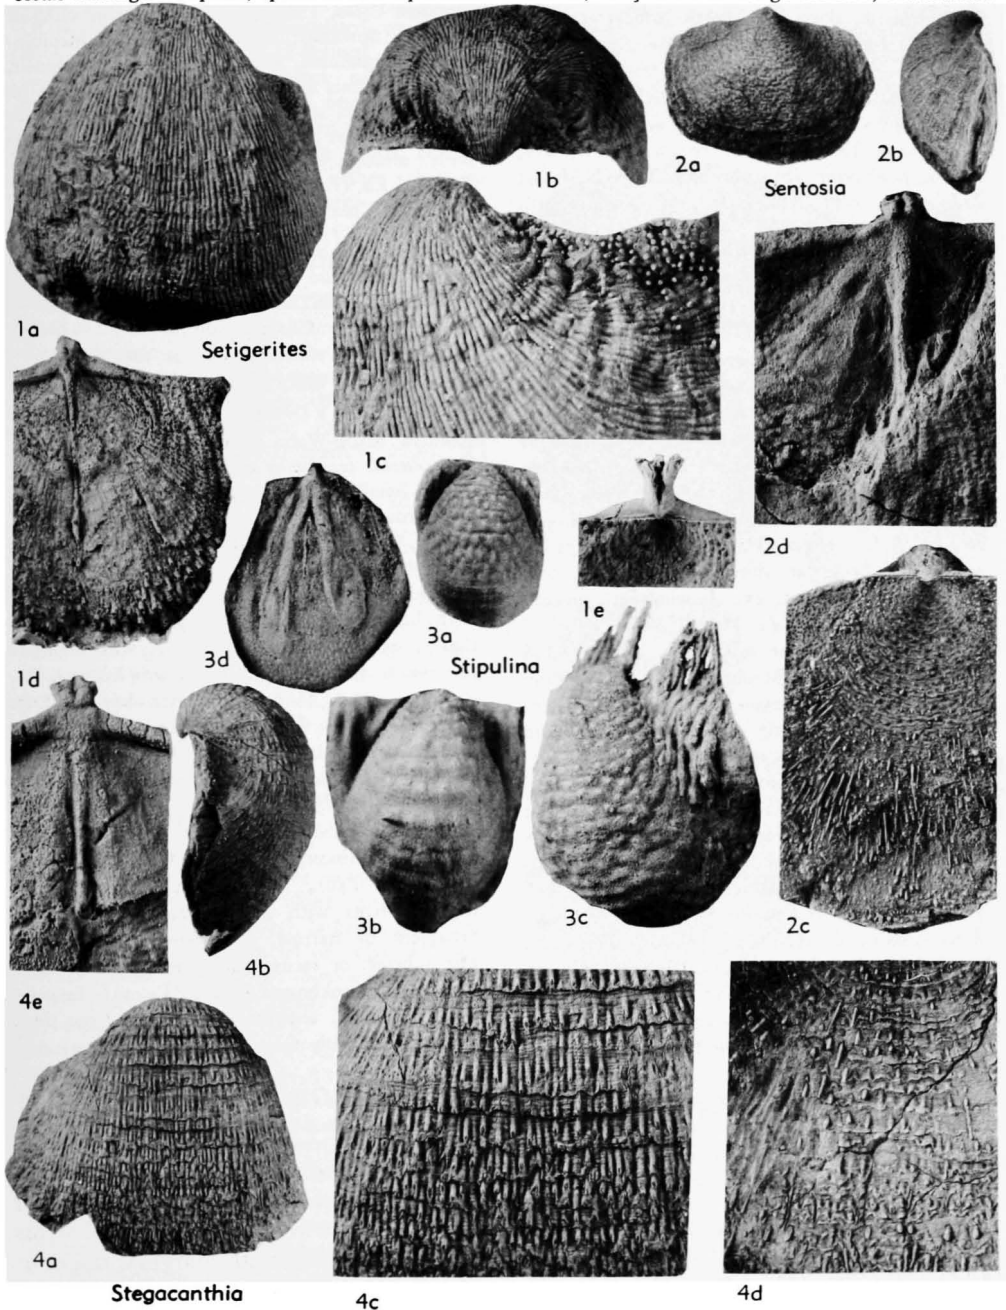 1a
1b
2a
2b
Sentosia
Setigerites
1c
2d
1d
3d
3a
1e
Stipulina
4e
4b
3b
3c
2c
4a
Stegacanthia
4c
4d